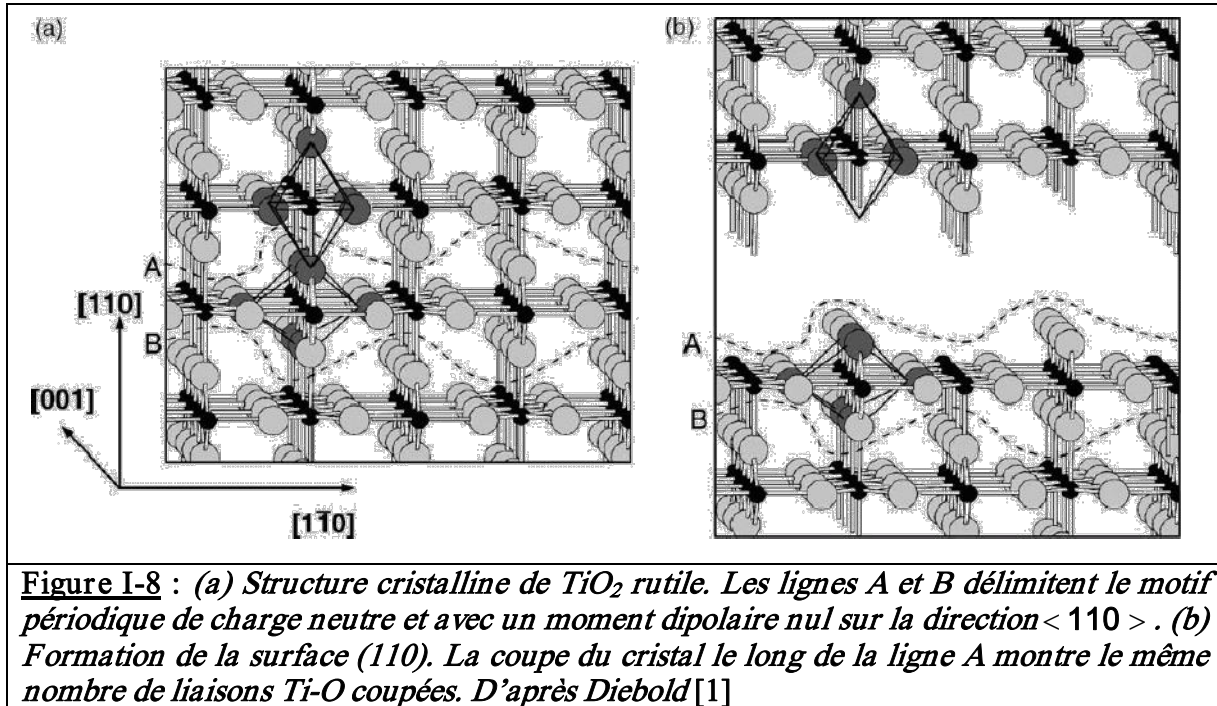 (a)
(b)
A
[110]
B
[001]
[11̄0]
A
B
Figure I-8 : (a) Structure cristalline de TiO₂ rutile. Les lignes A et B délimitent le motif
périodique de charge neutre et avec un moment dipolaire nul sur la direction < 110 > . (b)
Formation de la surface (110). La coupe du cristal le long de la ligne A montre le même
nombre de liaisons Ti-O coupées. D'après Diebold [1]